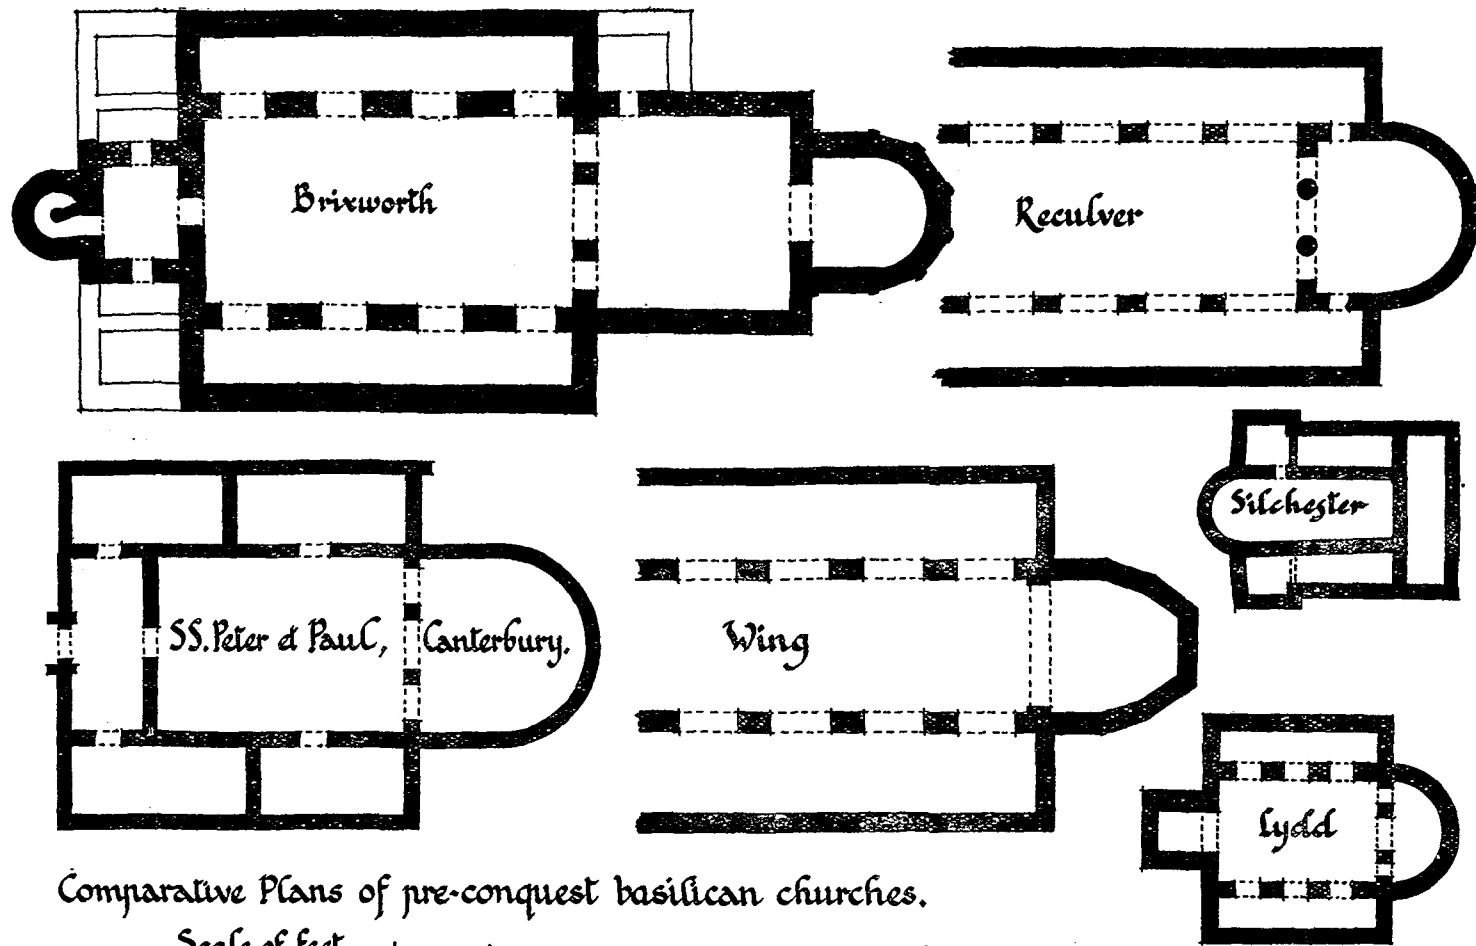 Brixworth
Reculver
Silchester
SS. Peter & Paul, Canterbury.
Wing
Lydd
Comparative Plans of pre-conquest basilican churches.
Scale of feet